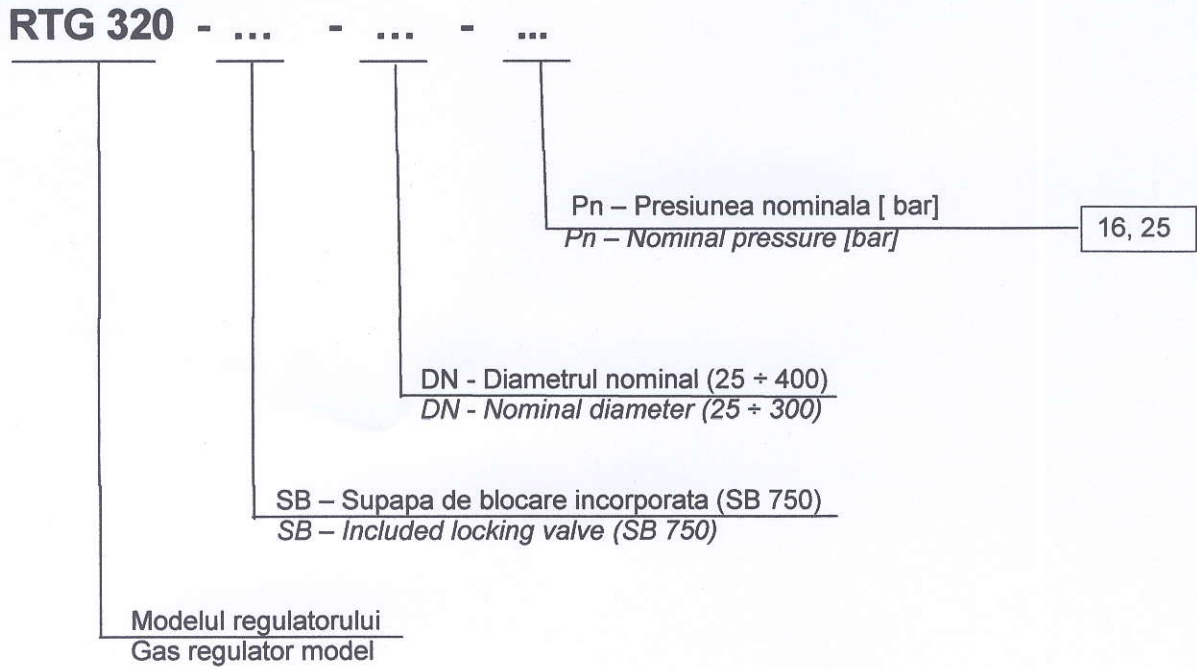 RTG 320 - ... - ... - ...
Pn – Presiunea nominala [ bar]
Pn – Nominal pressure [bar]
16, 25
DN - Diametrul nominal (25 ÷ 400)
DN - Nominal diameter (25 ÷ 300)
SB – Supapa de blocare incorporata (SB 750)
SB – Included locking valve (SB 750)
Modelul regulatorului
Gas regulator model